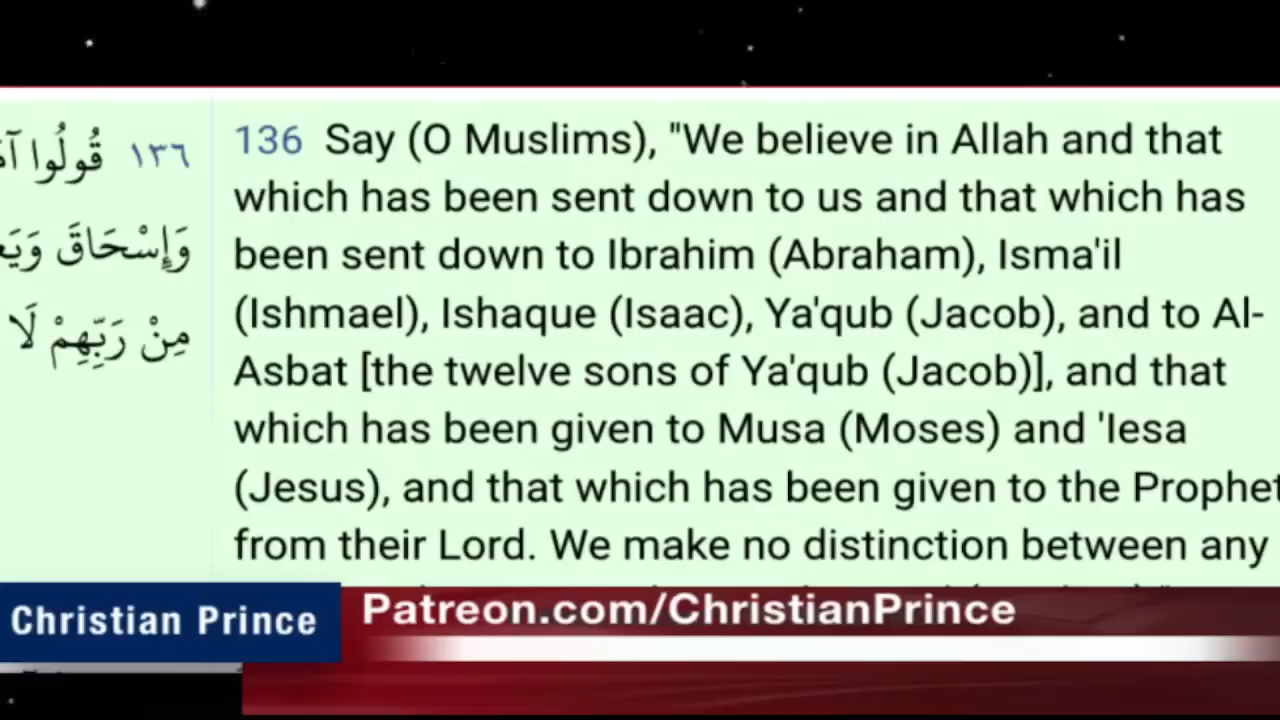 ١٣٦ قُولُوا
وَإِسْحَاقَ
مِنْ رَبِّهِمْ لَا
136 Say (O Muslims), "We believe in Allah and that
which has been sent down to us and that which has
been sent down to Ibrahim (Abraham), Isma'il
(Ishmael), Ishaque (Isaac), Ya'qub (Jacob), and to Al-
Asbat [the twelve sons of Ya'qub (Jacob)], and that
which has been given to Musa (Moses) and 'Iesa
(Jesus), and that which has been given to the Prophet
from their Lord. We make no distinction between any
Christian Prince
Patreon.com/ChristianPrince